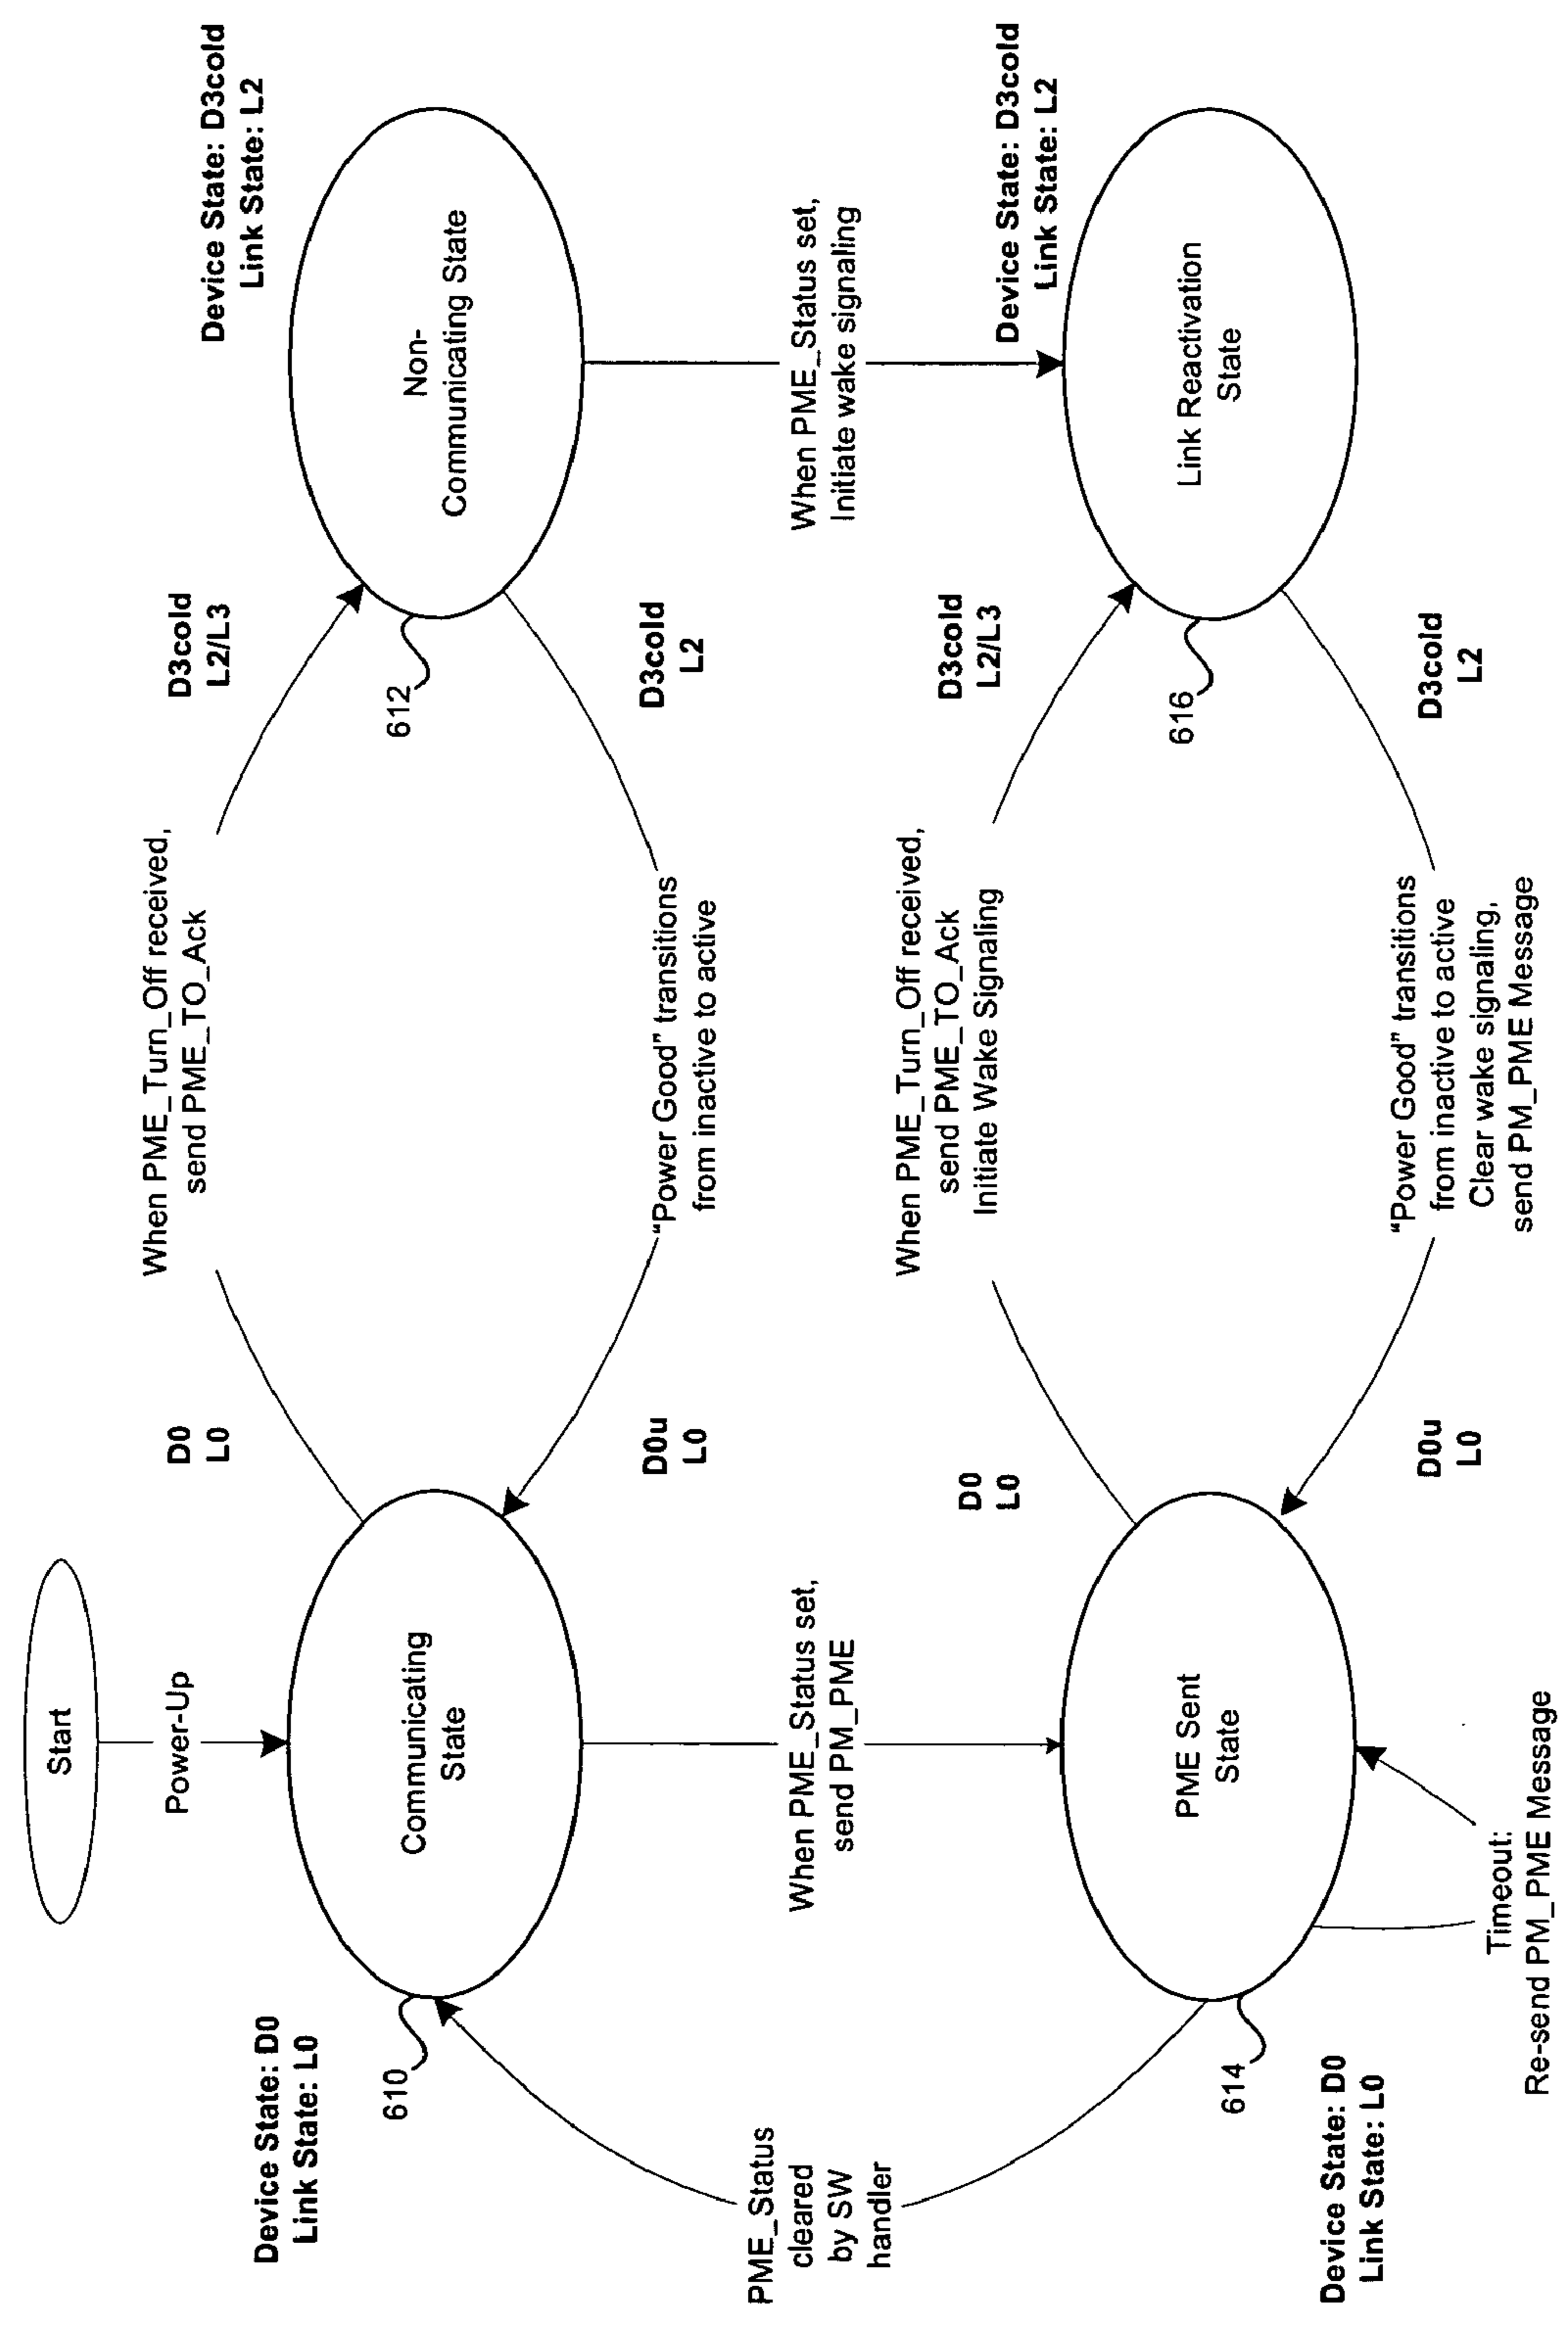 Start
Power-Up
Device State: D0
Link State: L0
610
Communicating
State
D0
L0
When PME_Turn_Off received,
send PME_TO_Ack
D3cold
L2/L3
Device State: D3cold
Link State: L2
612
Non-
Communicating State
D0u
L0
"Power Good" transitions
from inactive to active
D3cold
L2
PME_Status
cleared
by SW
handler
When PME_Status set,
send PM_PME
When PME_Status set,
Initiate wake signaling
D0
L0
When PME_Turn_Off received,
send PME_TO_Ack
Initiate Wake Signaling
D3cold
L2/L3
Device State: D3cold
Link State: L2
616
Link Reactivation
State
614
PME Sent
State
Device State: D0
Link State: L0
D0u
L0
"Power Good" transitions
from inactive to active
Clear wake signaling,
send PM_PME Message
D3cold
L2
Timeout:
Re-send PM_PME Message